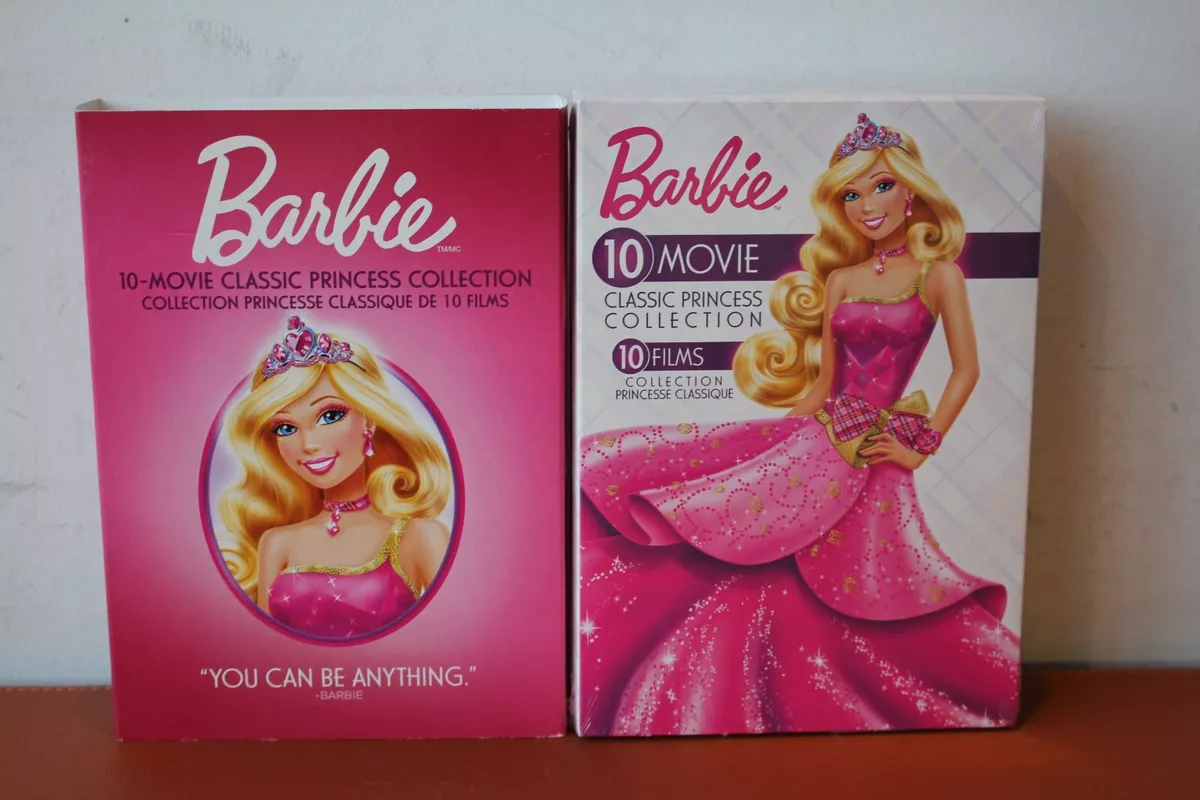 Barbie
TM/MC
10-MOVIE CLASSIC PRINCESS COLLECTION
COLLECTION PRINCESSE CLASSIQUE DE 10 FILMS
“YOU CAN BE ANYTHING.”
-BARBIE
Barbie
TM
10 MOVIE
CLASSIC PRINCESS
COLLECTION
10 FILMS
COLLECTION
PRINCESSE CLASSIQUE